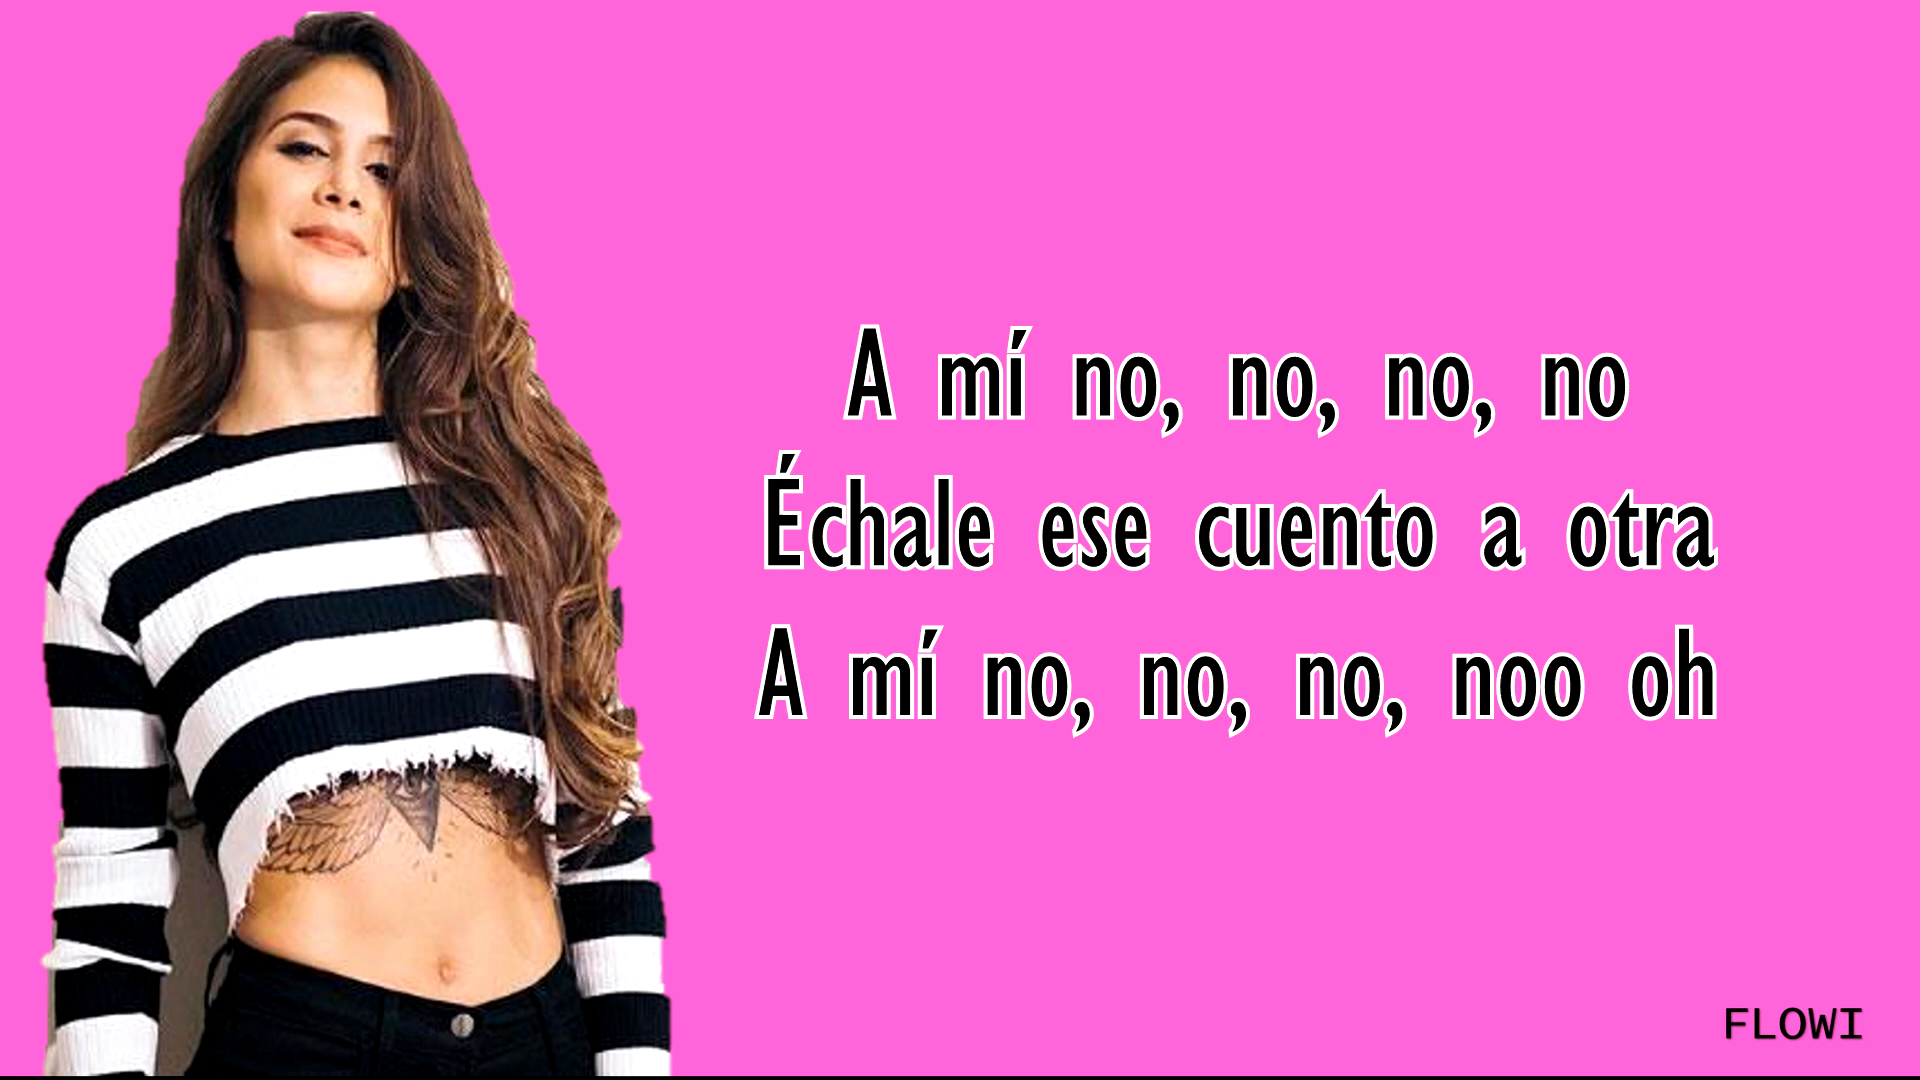 A mí no, no, no, no
Échale ese cuento a otra
A mí no, no, no, noo oh
FLOWI